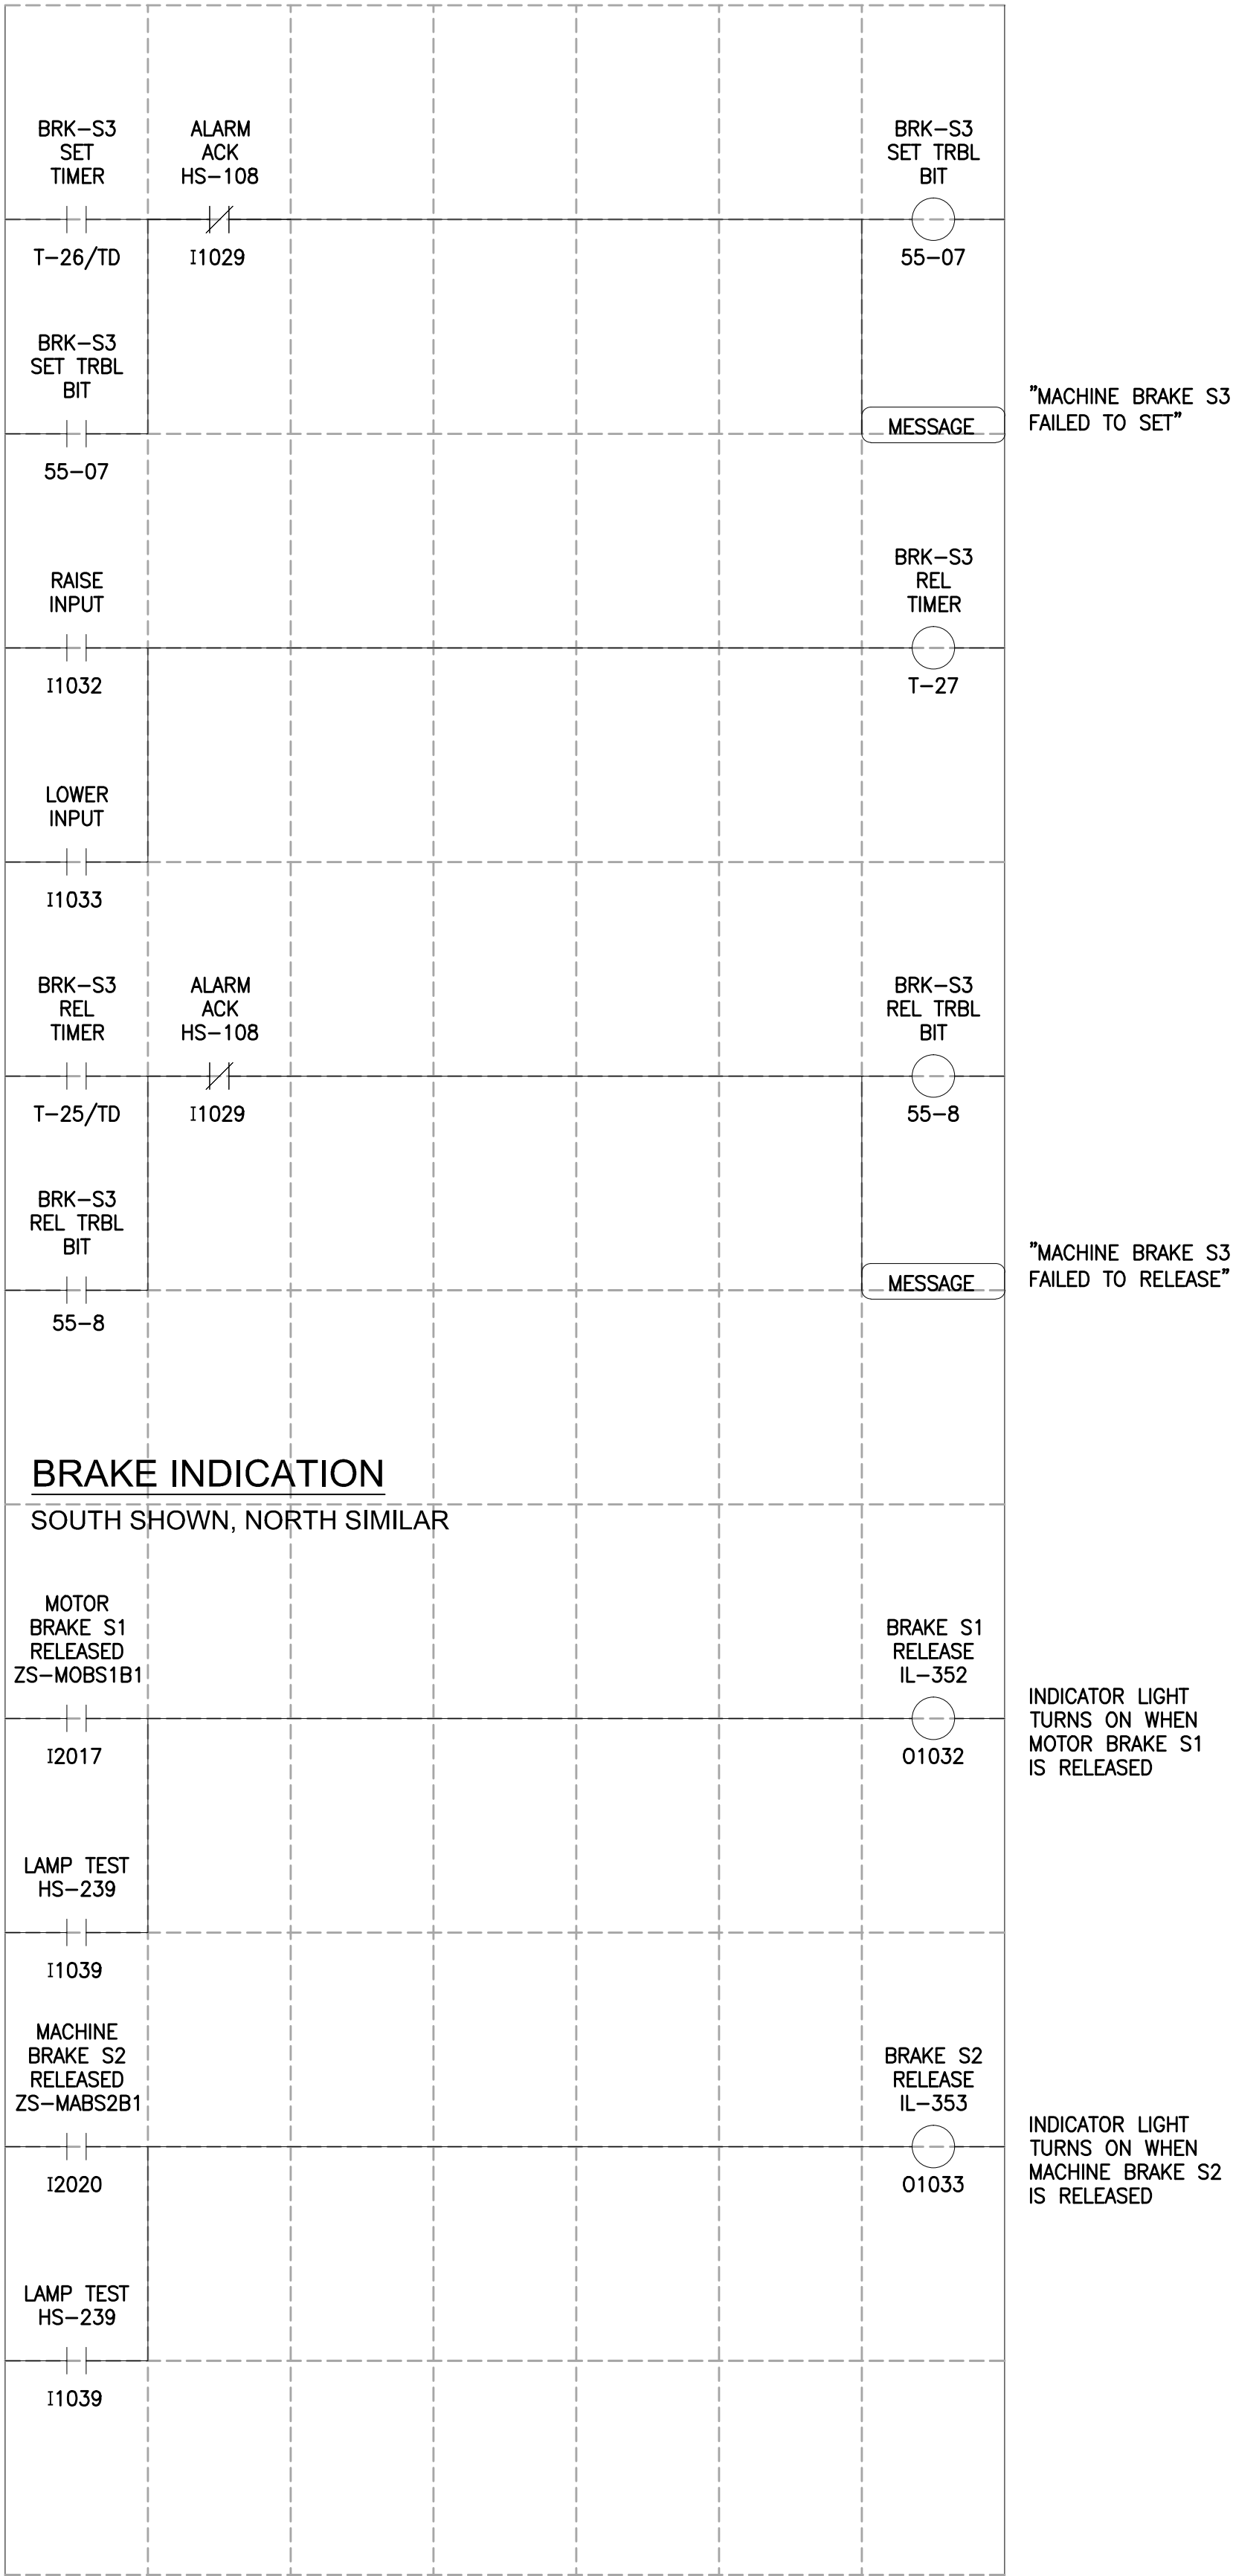 BRK-S3
SET
TIMER
ALARM
ACK
HS-108
BRK-S3
SET TRBL
BIT
T-26/TD
I1029
55-07
BRK-S3
SET TRBL
BIT
MESSAGE
"MACHINE BRAKE S3
FAILED TO SET"
55-07
RAISE
INPUT
BRK-S3
REL
TIMER
I1032
T-27
LOWER
INPUT
I1033
BRK-S3
REL
TIMER
ALARM
ACK
HS-108
BRK-S3
REL TRBL
BIT
T-25/TD
I1029
55-8
BRK-S3
REL TRBL
BIT
MESSAGE
"MACHINE BRAKE S3
FAILED TO RELEASE"
55-8
BRAKE INDICATION
SOUTH SHOWN, NORTH SIMILAR
MOTOR
BRAKE S1
RELEASED
ZS-MOBS1B1
BRAKE S1
RELEASE
IL-352
I2017
O1032
INDICATOR LIGHT
TURNS ON WHEN
MOTOR BRAKE S1
IS RELEASED
LAMP TEST
HS-239
I1039
MACHINE
BRAKE S2
RELEASED
ZS-MABS2B1
BRAKE S2
RELEASE
IL-353
I2020
O1033
INDICATOR LIGHT
TURNS ON WHEN
MACHINE BRAKE S2
IS RELEASED
LAMP TEST
HS-239
I1039